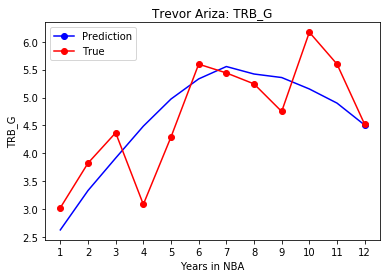 Trevor Ariza: TRB_G
Prediction
True
6.0
5.5
5.0
4.5
4.0
3.5
3.0
2.5
TRB_G
1 2 3 4 5 6 7 8 9 10 11 12
Years in NBA